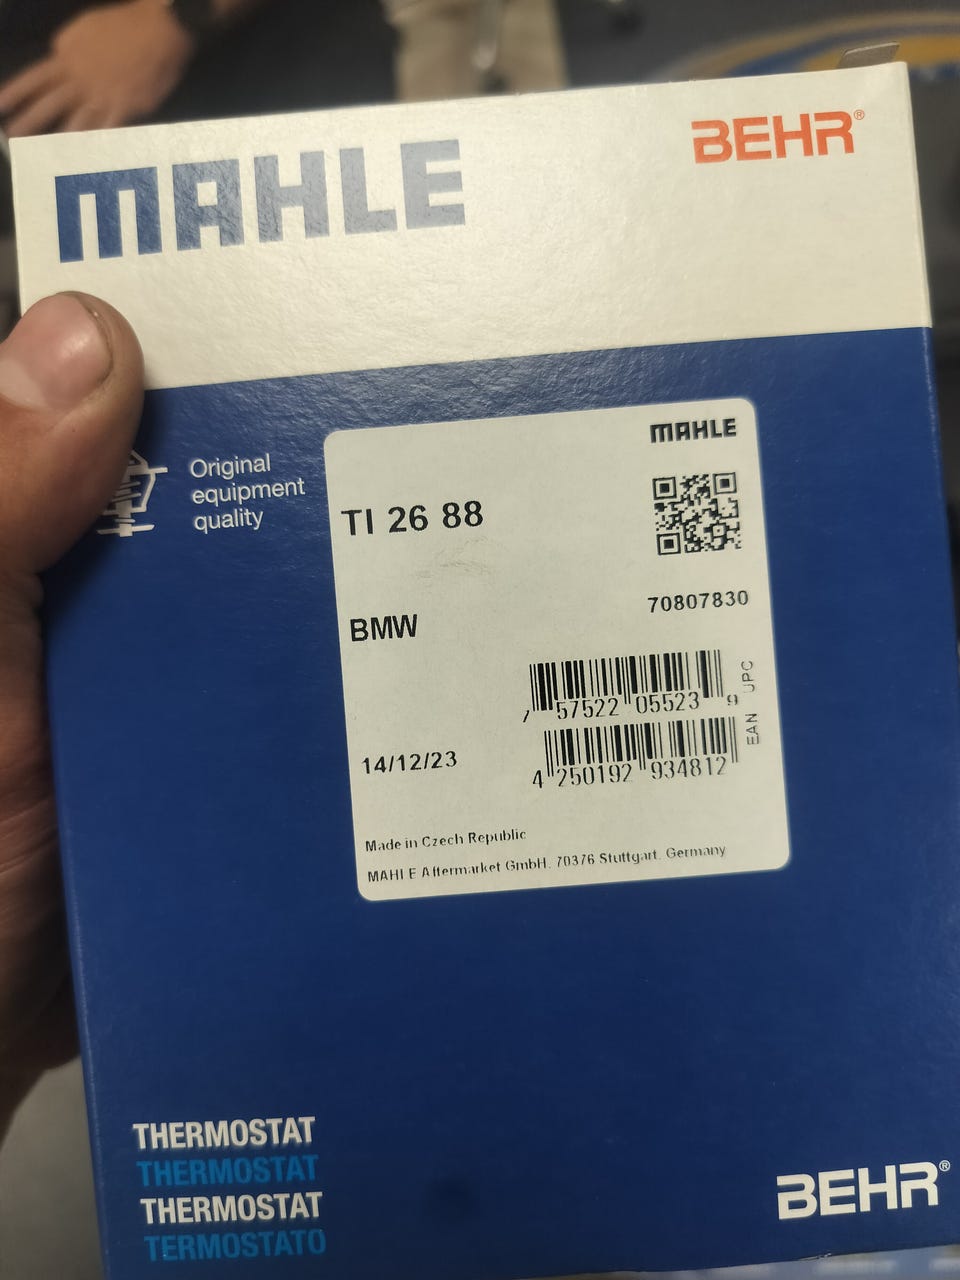 MAHLE
BEHR®
Original
equipment
quality
MAHLE
TI 26 88
70807830
BMW
7 57522 05523 9
UPC
14/12/23
4 250192 934812
EAN
Made in Czech Republic
MAHLE Aftermarket GmbH. 70376 Stuttgart. Germany
THERMOSTAT
THERMOSTAT
THERMOSTAT
TERMOSTATO
BEHR®